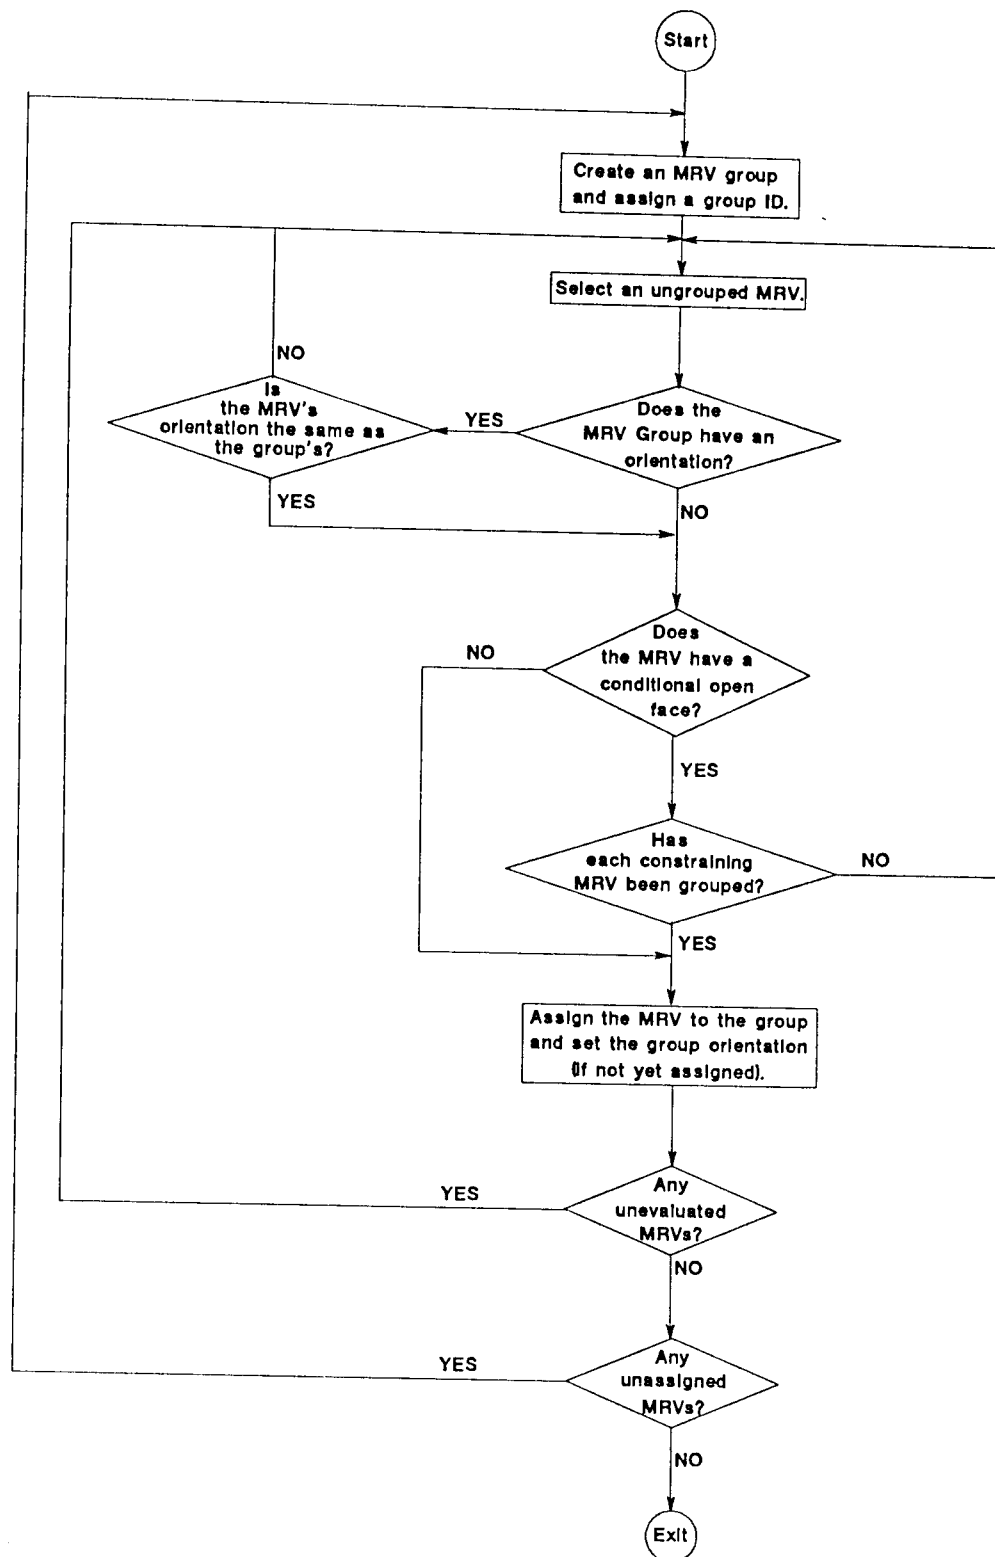 Start
Create an MRV group
and assign a group ID.
Select an ungrouped MRV.
NO
Is
the MRV's
orientation the same as
the group's?
YES
Does the
MRV Group have an
orientation?
YES
NO
Does
the MRV have a
conditional open
face?
NO
YES
Has
each constraining
MRV been grouped?
NO
YES
Assign the MRV to the group
and set the group orientation
(if not yet assigned).
Any
unevaluated
MRVs?
YES
NO
Any
unassigned
MRVs?
YES
NO
Exit